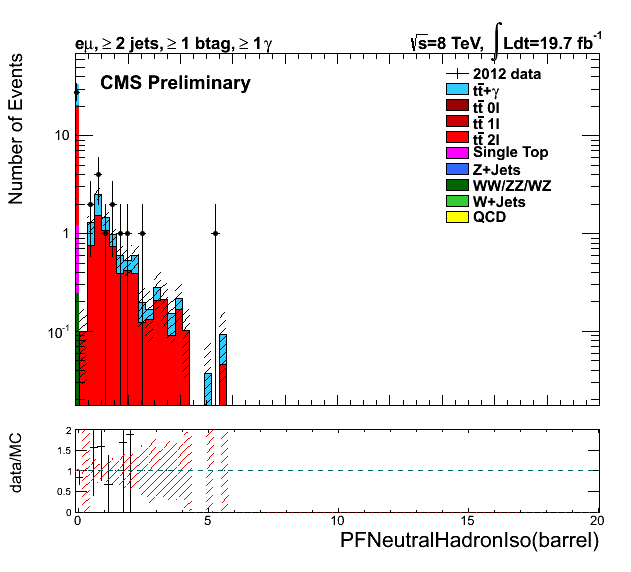 eμ, ≥ 2 jets, ≥ 1 btag, ≥ 1γ
√s=8 TeV, ∫ Ldt=19.7 fb⁻¹
CMS Preliminary
2012 data
tt̄+γ
tt̄ 0l
tt̄ 1l
tt̄ 2l
Single Top
Z+Jets
WW/ZZ/WZ
W+Jets
QCD
Number of Events
10
1
10⁻¹
data/MC
2
1.5
1
0.5
0
0 5 10 15 20
PFNeutralHadronIso(barrel)